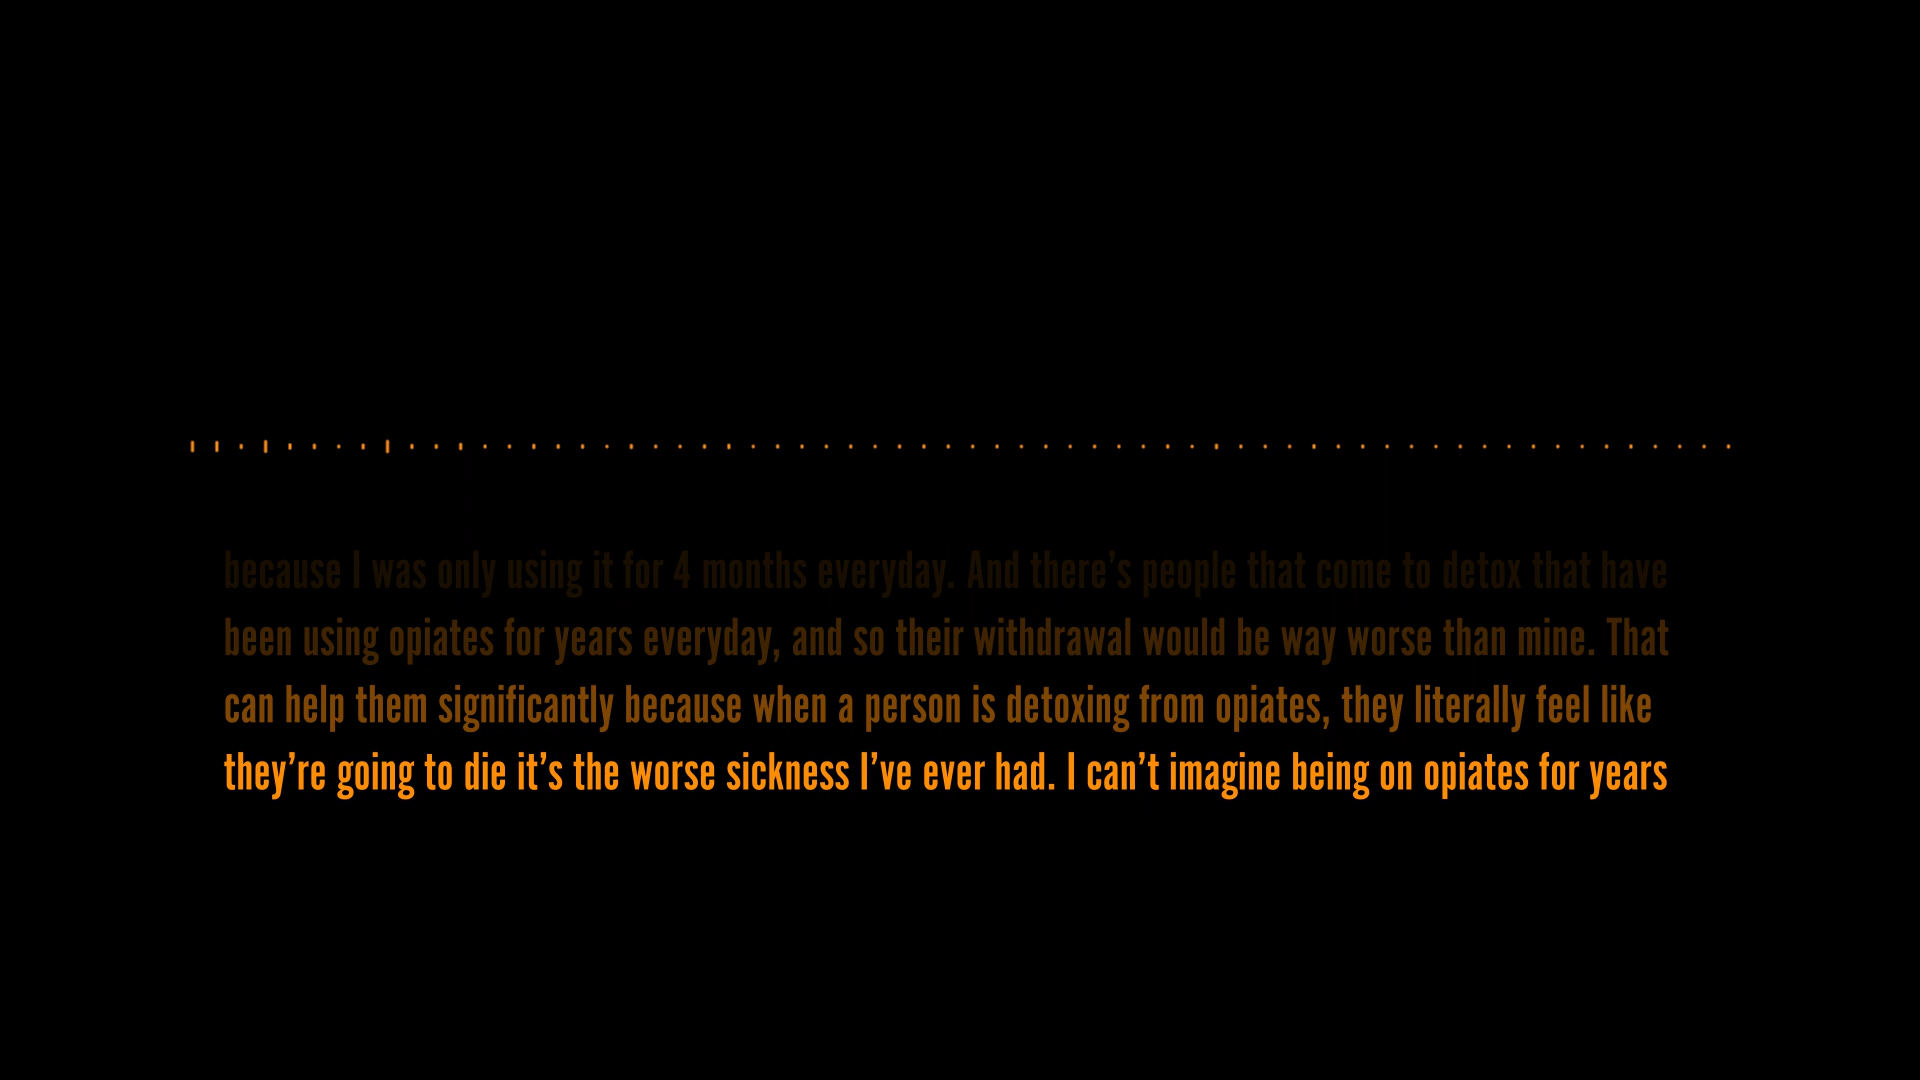 because I was only using it for 4 months everyday. And there’s people that come to detox that have
been using opiates for years everyday, and so their withdrawal would be way worse than mine. That
can help them significantly because when a person is detoxing from opiates, they literally feel like
they’re going to die it’s the worse sickness I’ve ever had. I can’t imagine being on opiates for years